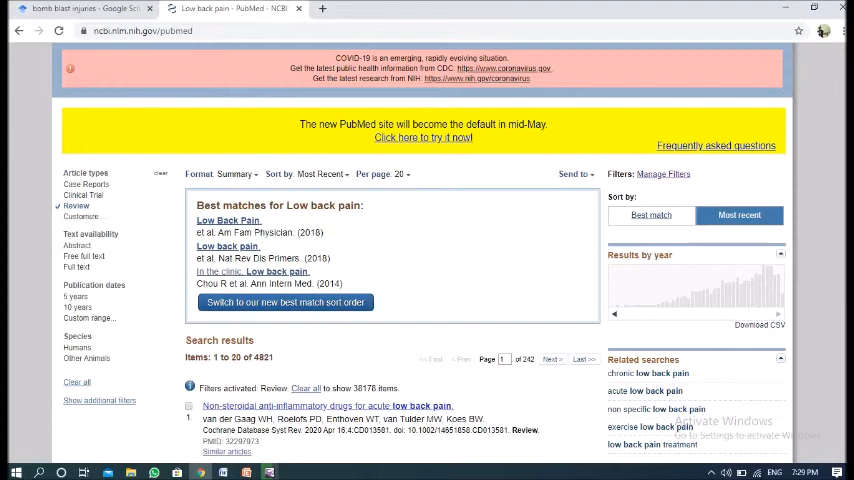 bomb blast injuries - Google Sch
Low back pain - PubMed - NCBI
ncbi.nlm.nih.gov/pubmed
COVID-19 is an emerging, rapidly evolving situation.
Get the latest public health information from CDC: https://www.coronavirus.gov.
Get the latest research from NIH: https://www.nih.gov/coronavirus.
The new PubMed site will become the default in mid-May.
Click here to try it now!
Frequently asked questions
Article types
clear
Case Reports
Clinical Trial
Review
Customize ...
Text availability
Abstract
Free full text
Full text
Publication dates
5 years
10 years
Custom range...
Species
Humans
Other Animals
Clear all
Show additional filters
Format: Summary Sort by: Most Recent Per page: 20
Send to
Best matches for Low back pain:
Low Back Pain.
et al. Am Fam Physician. (2018)
Low back pain.
et al. Nat Rev Dis Primers. (2018)
In the clinic. Low back pain.
Chou R et al. Ann Intern Med. (2014)
Switch to our new best match sort order
Search results
Items: 1 to 20 of 4821
<< First < Prev Page 1 of 242 Next > Last >>
Filters activated: Review. Clear all to show 38178 items.
Non-steroidal anti-inflammatory drugs for acute low back pain.
1. van der Gaag WH, Roelofs PD, Enthoven WT, van Tulder MW, Koes BW.
Cochrane Database Syst Rev. 2020 Apr 16;4:CD013581. doi: 10.1002/14651858.CD013581. Review.
PMID: 32297973
Similar articles
Filters: Manage Filters
Sort by:
Best match
Most recent
Results by year
Download CSV
Related searches
chronic low back pain
acute low back pain
non specific low back pain
exercise low back pain
low back pain treatment
Activate Windows
Go to Settings to activate Windows.
ENG
7:29 PM